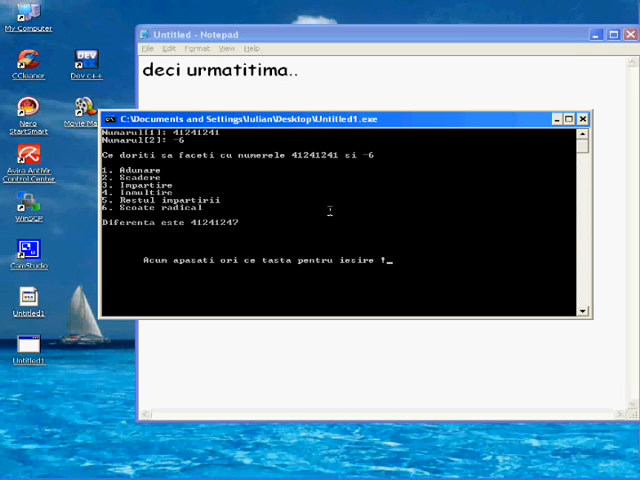 My Computer
CCleaner
Dev c++
Nero
StartSmart
Movie Ma
Avira AntiVir
Control Center
WinSCP
CamStudio
Untitled1
Untitled1
Untitled - Notepad
File Edit Format View Help
deci urmatitima..
C:\Documents and Settings\Iulian\Desktop\Untitled1.exe
Numarul[1]: 41241241
Numarul[2]: -6
Ce doriti sa faceti cu numerele 41241241 si -6
1. Adunare
2. Scadere
3. Impartire
4. Inmultire
5. Restul impartirii
6. Scoate radical
Diferenta este 41241247
Acum apasati ori ce tasta pentru iesire !_